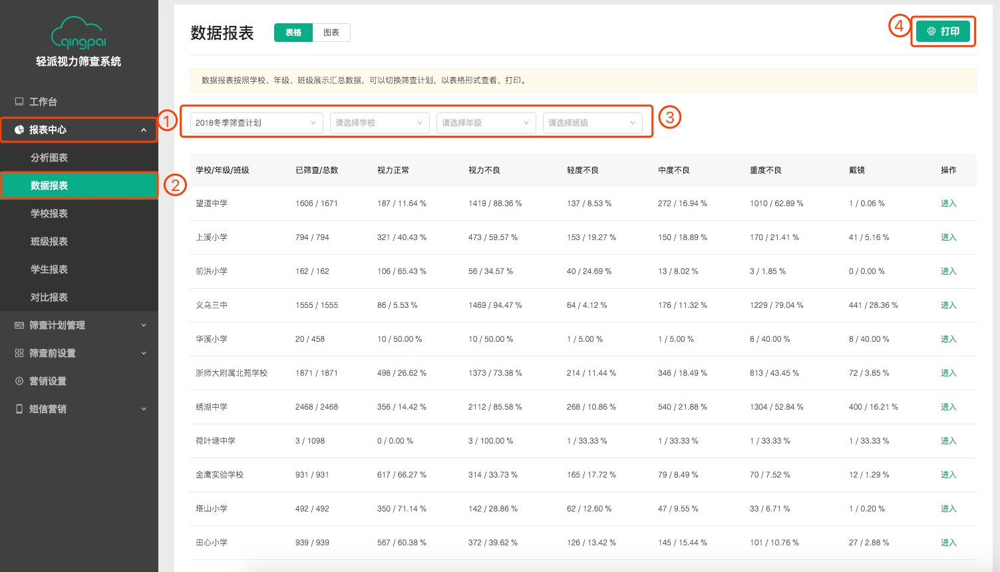 qingpai
轻派视力筛查系统
工作台
报表中心
分析图表
数据报表
学校报表
班级报表
学生报表
对比报表
筛查计划管理
筛查前设置
营销设置
短信营销
数据报表 表格 图表 4 打印
数据报表按照学校、年级、班级展示汇总数据，可以切换筛查计划，以表格形式查看、打印。
1 2018冬季筛查计划 请选择学校 请选择年级 请选择班级 3
2
学校/年级/班级 已筛查/总数 视力正常 视力不良 轻度不良 中度不良 重度不良 戴镜 操作
望道中学 1606 / 1671 187 / 11.64 % 1419 / 88.36 % 137 / 8.53 % 272 / 16.94 % 1010 / 62.89 % 1 / 0.06 % 进入
上溪小学 794 / 794 321 / 40.43 % 473 / 59.57 % 153 / 19.27 % 150 / 18.89 % 170 / 21.41 % 41 / 5.16 % 进入
前洪小学 162 / 162 106 / 65.43 % 56 / 34.57 % 40 / 24.69 % 13 / 8.02 % 3 / 1.85 % 0 / 0.00 % 进入
义乌三中 1555 / 1555 86 / 5.53 % 1469 / 94.47 % 64 / 4.12 % 176 / 11.32 % 1229 / 79.04 % 441 / 28.36 % 进入
华溪小学 20 / 458 10 / 50.00 % 10 / 50.00 % 1 / 5.00 % 1 / 5.00 % 8 / 40.00 % 8 / 40.00 % 进入
浙师大附属北苑学校 1871 / 1871 498 / 26.62 % 1373 / 73.38 % 214 / 11.44 % 346 / 18.49 % 813 / 43.45 % 72 / 3.85 % 进入
绣湖中学 2468 / 2468 356 / 14.42 % 2112 / 85.58 % 268 / 10.86 % 540 / 21.88 % 1304 / 52.84 % 400 / 16.21 % 进入
荷叶塘中学 3 / 1098 0 / 0.00 % 3 / 100.00 % 1 / 33.33 % 1 / 33.33 % 1 / 33.33 % 1 / 33.33 % 进入
金鹰实验学校 931 / 931 617 / 66.27 % 314 / 33.73 % 165 / 17.72 % 79 / 8.49 % 70 / 7.52 % 12 / 1.29 % 进入
塔山小学 492 / 492 350 / 71.14 % 142 / 28.86 % 62 / 12.60 % 47 / 9.55 % 33 / 6.71 % 1 / 0.20 % 进入
田心小学 939 / 939 567 / 60.38 % 372 / 39.62 % 126 / 13.42 % 145 / 15.44 % 101 / 10.76 % 27 / 2.88 % 进入